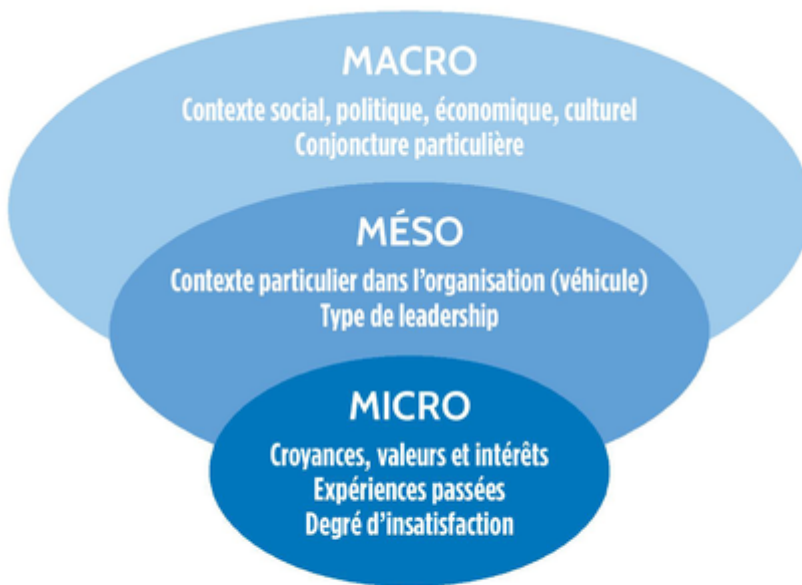 MACRO
Contexte social, politique, économique, culturel
Conjoncture particulière
MÉSO
Contexte particulier dans l'organisation (véhicule)
Type de leadership
MICRO
Croyances, valeurs et intérêts
Expériences passées
Degré d'insatisfaction